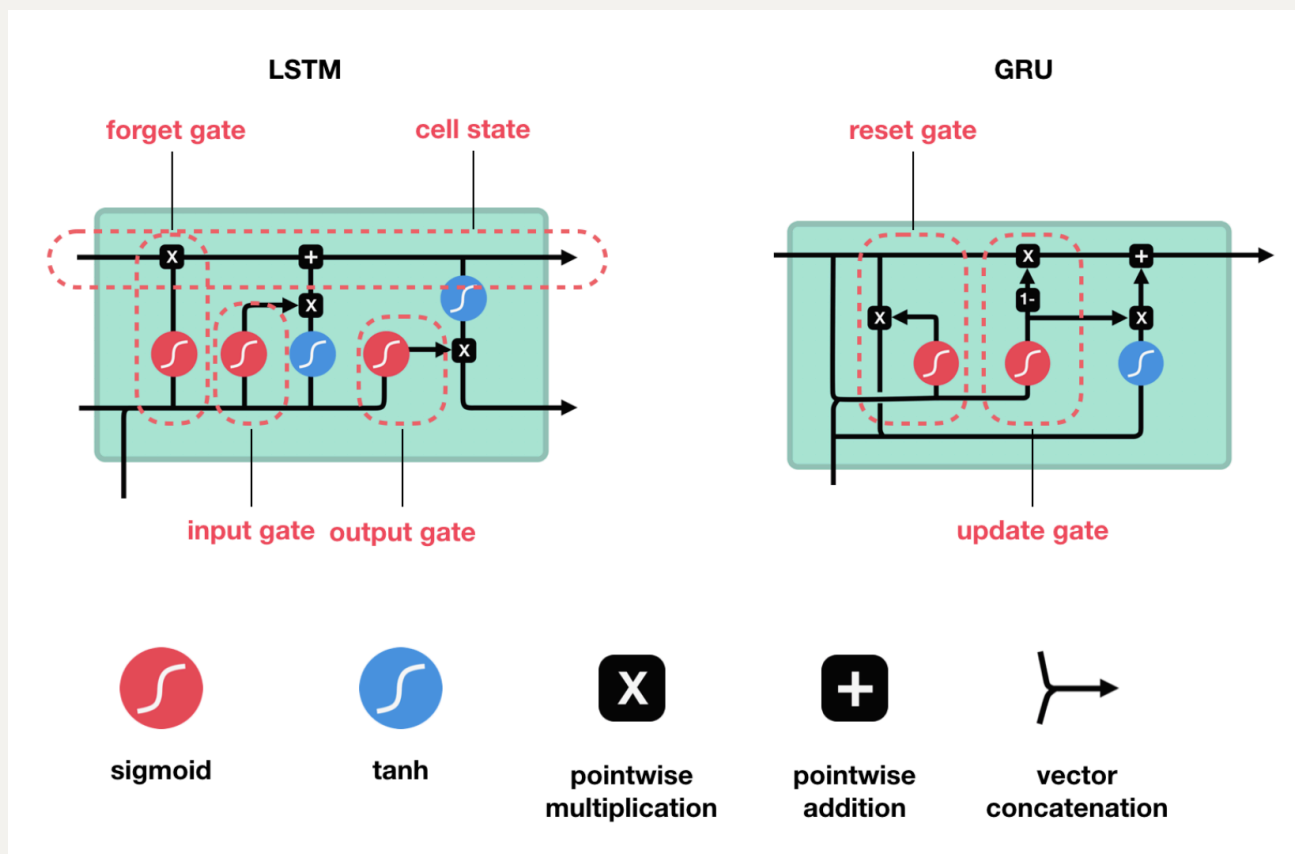 LSTM
GRU
forget gate
cell state
reset gate
X
+
X
X
X
+
1-
X
X
input gate
output gate
update gate
X
+
sigmoid
tanh
pointwise
multiplication
pointwise
addition
vector
concatenation